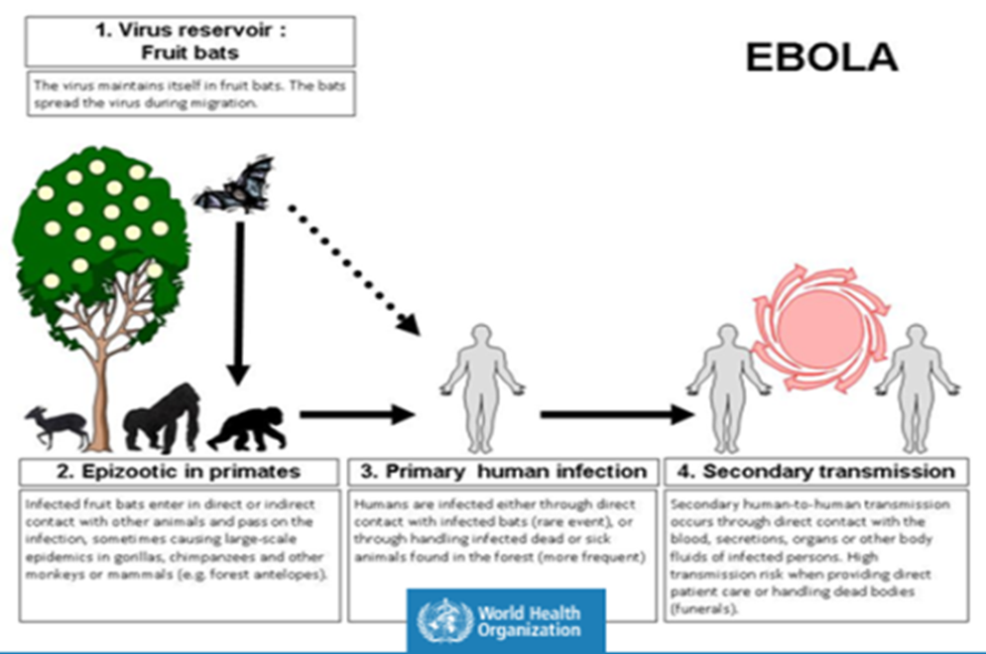 1. Virus reservoir :
Fruit bats
The virus maintains itself in fruit bats. The bats
spread the virus during migration.
EBOLA
2. Epizootic in primates
Infected fruit bats enter in direct or indirect
contact with other animals and pass on the
infection, sometimes causing large-scale
epidemics in gorillas, chimpanzees and other
monkeys or mammals (e.g. forest antelopes).
3. Primary human infection
Humans are infected either through direct
contact with infected bats (rare event), or
through handling infected dead or sick
animals found in the forest (more frequent)
4. Secondary transmission
Secondary human-to-human transmission
occurs through direct contact with the
blood, secretions, organs or other body
fluids of infected persons. High
transmission risk when providing direct
patient care or handling dead bodies
(funerals).
World Health
Organization